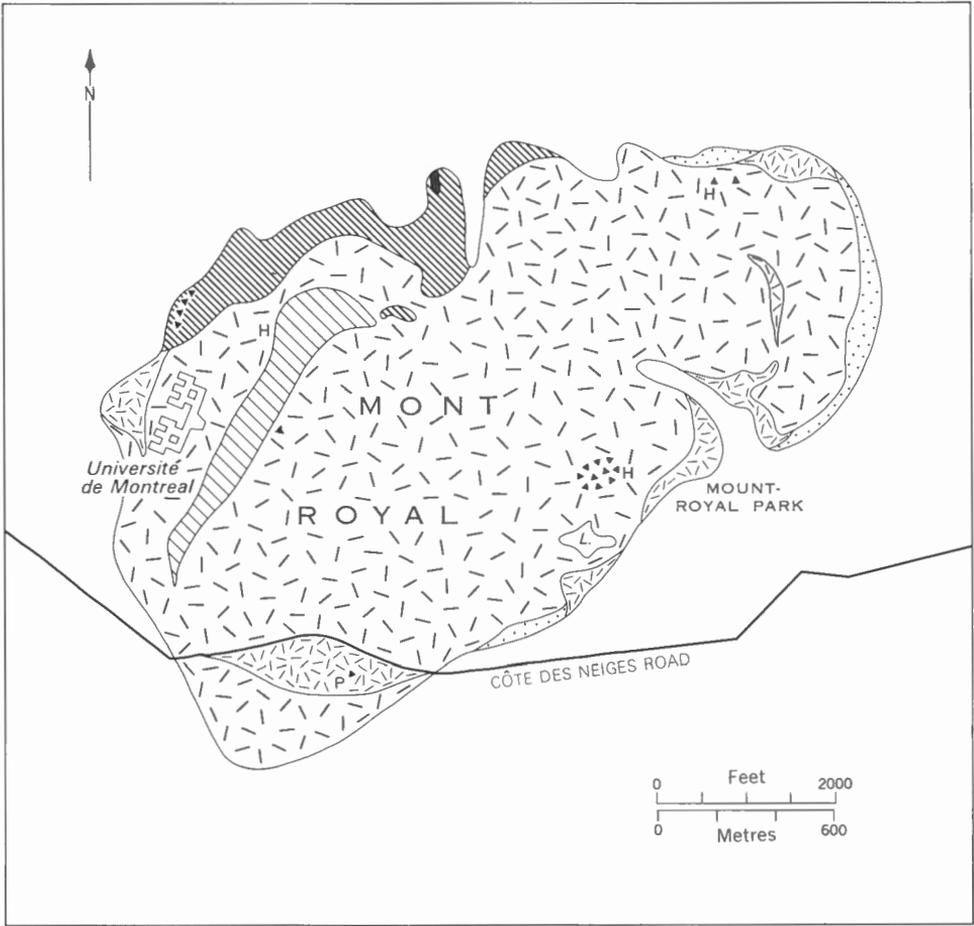 N
H
H
MONT
Université
de Montreal
H
MOUNT-
ROYAL PARK
ROYAL
L.
P
CÔTE DES NEIGES ROAD
0 Feet 2000
0 Metres 600